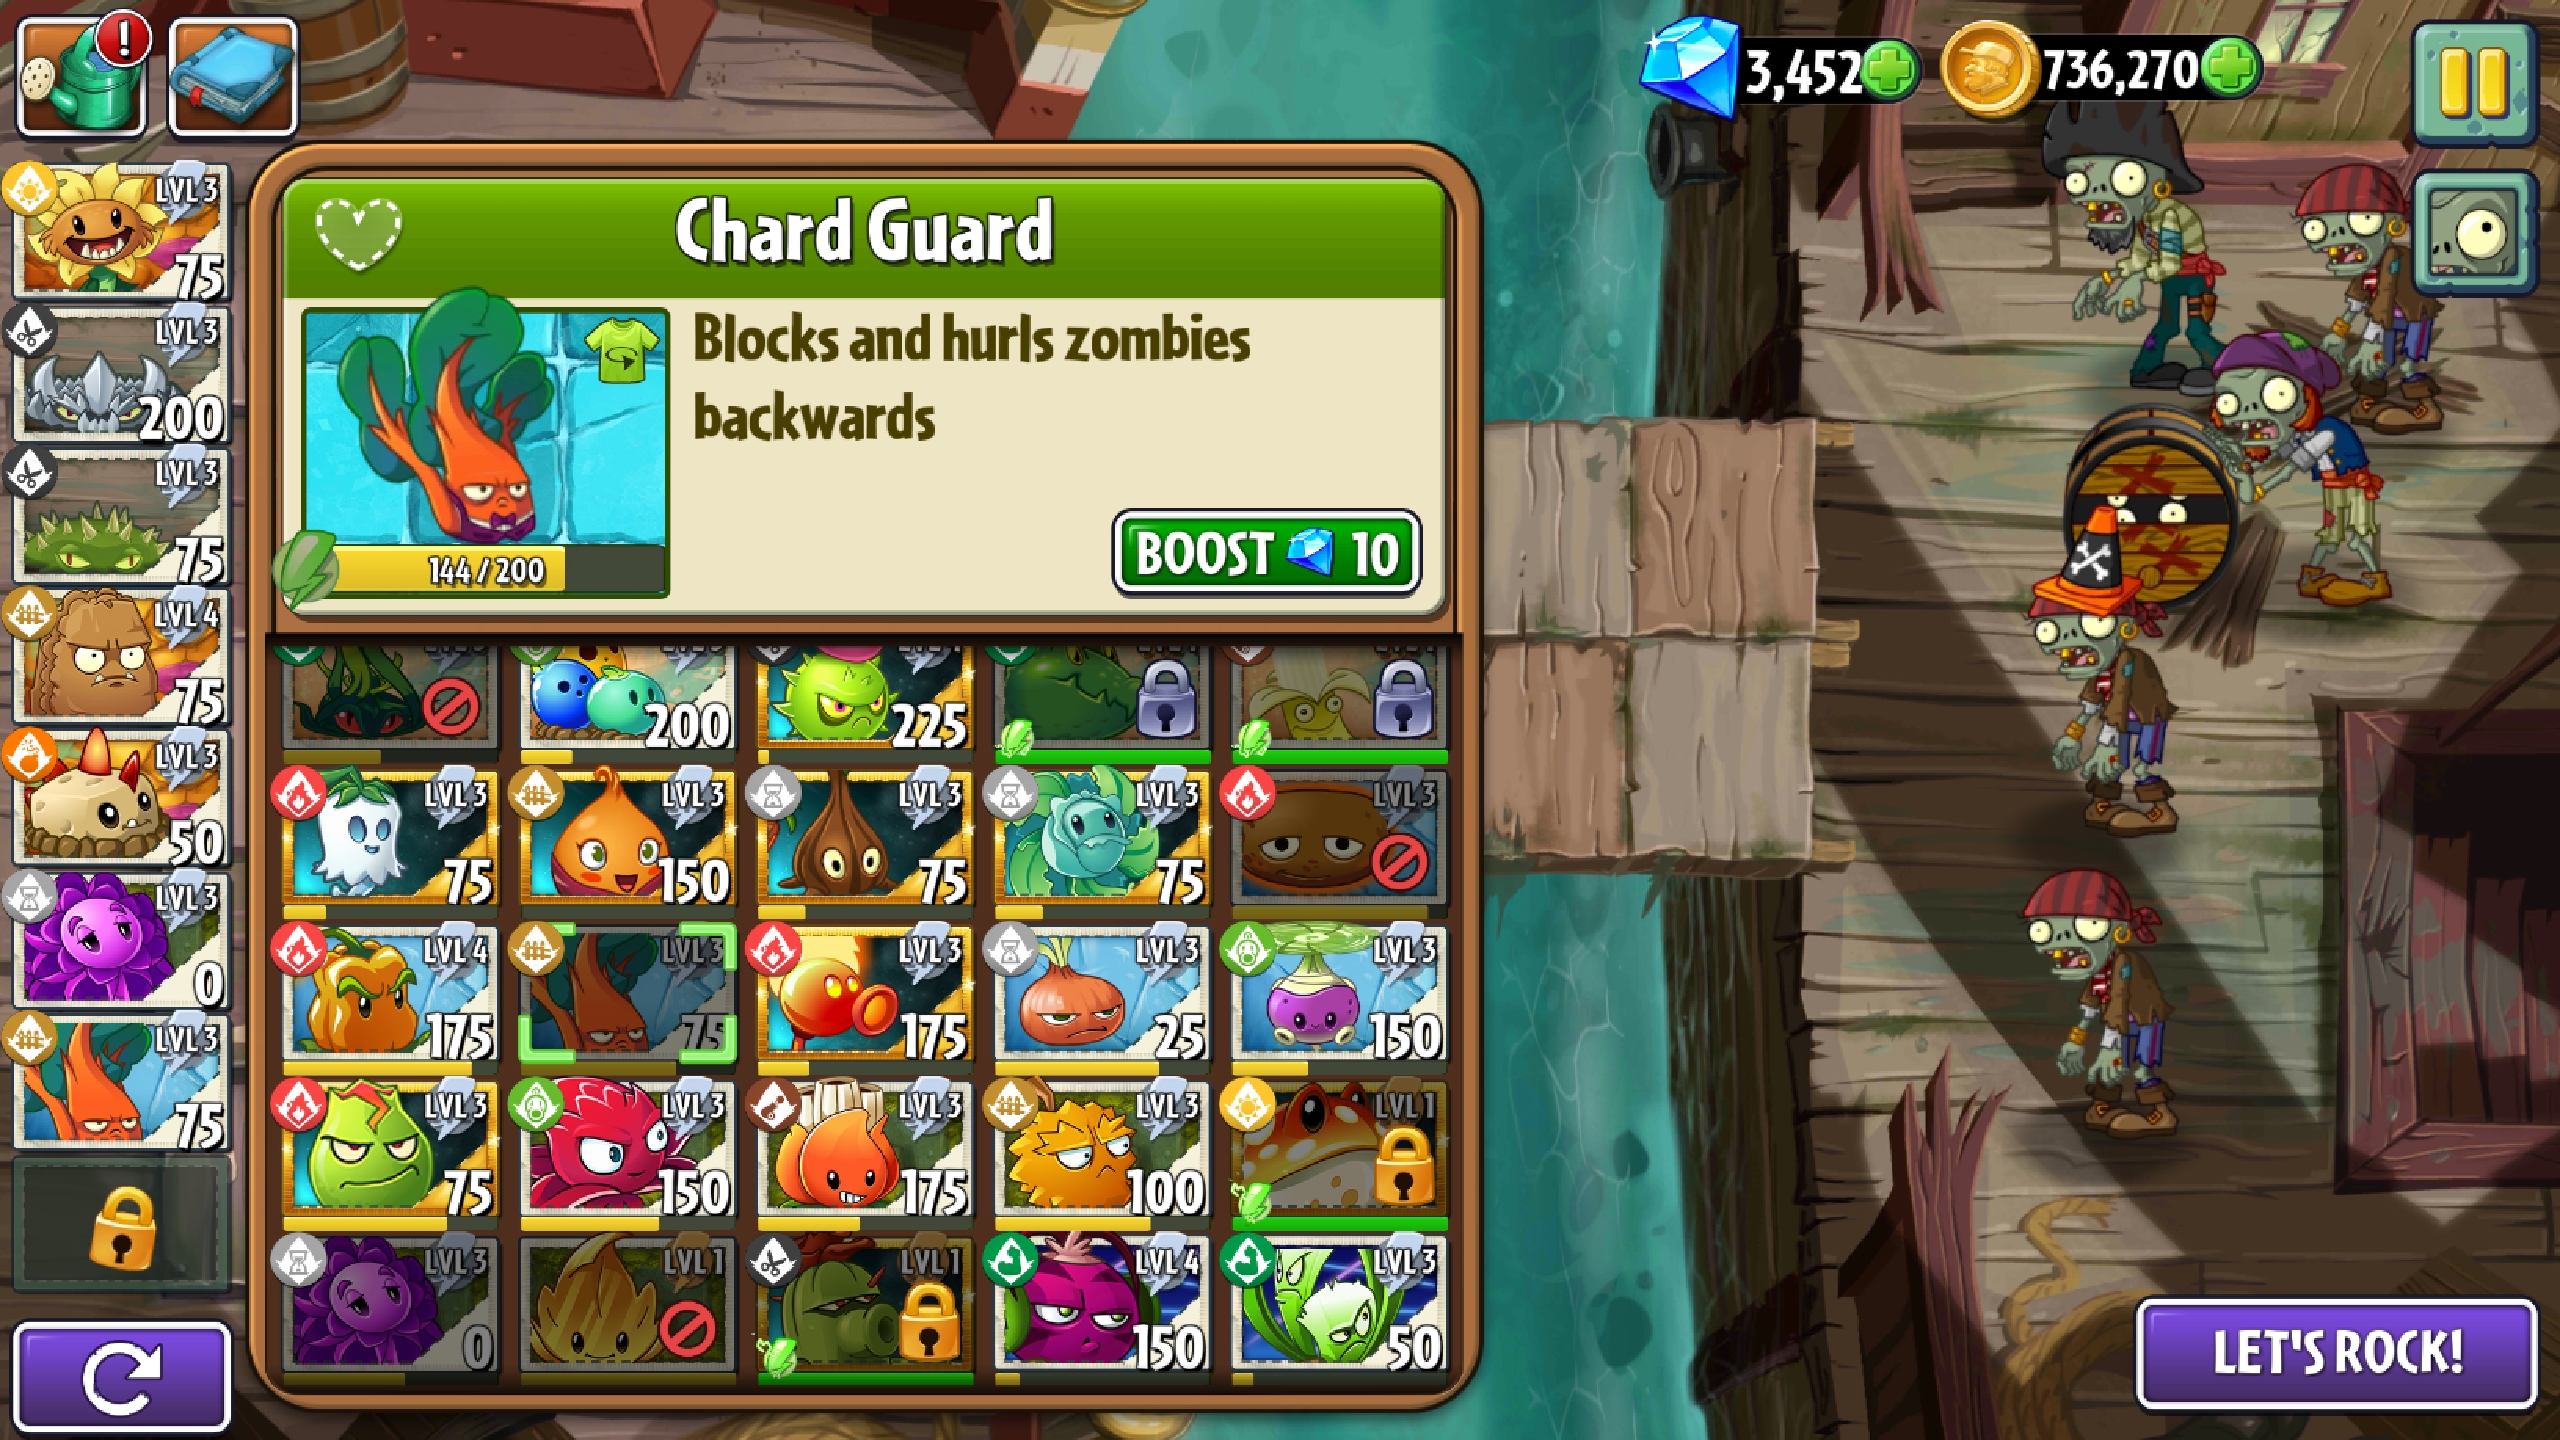 3,452
736,270
LVL 3
75
LVL 3
200
LVL 3
75
LVL 4
75
LVL 3
50
LVL 3
0
LVL 3
75
Chard Guard
Blocks and hurls zombies
backwards
144/200
BOOST 10
200
225
LVL 3 LVL 3 LVL 3 LVL 3 LVL 3
75 150 75 75
LVL 4 LVL 3 LVL 3 LVL 3 LVL 3
175 75 175 25 150
LVL 3 LVL 3 LVL 3 LVL 3 LVL 1
75 150 175 100
LVL 3 LVL 1 LVL 1 LVL 4 LVL 3
0 150 50
LET'S ROCK!